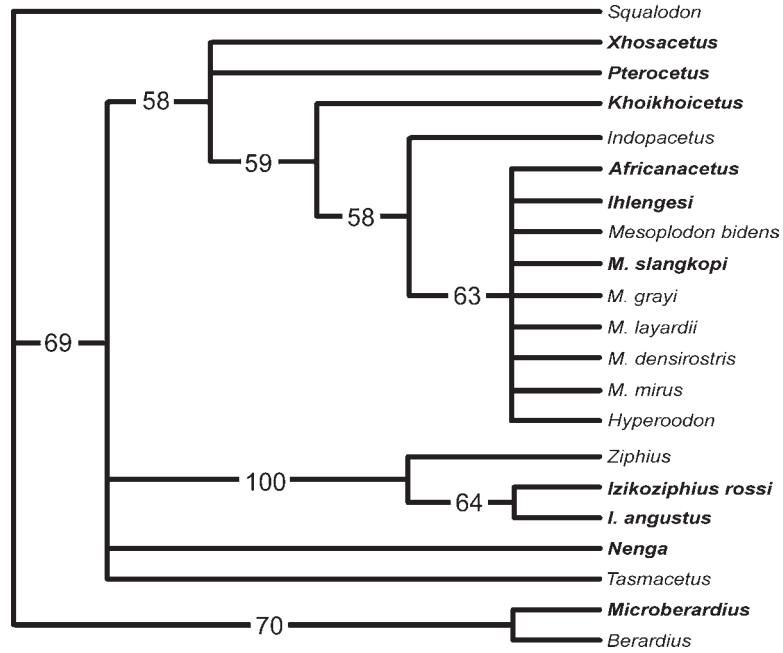 Squalodon
Xhosacetus
Pterocetus
58
Khoikhoicetus
Indopacetus
59
Africanacetus
Ihlengesi
58
Mesoplodon bidens
M. slangkopi
63
M. grayi
M. layardii
69
M. densirostris
M. mirus
Hyperoodon
Ziphius
100
Izikoziphius rossi
64
I. angustus
Nenga
Tasmacetus
Microberardius
70
Berardius